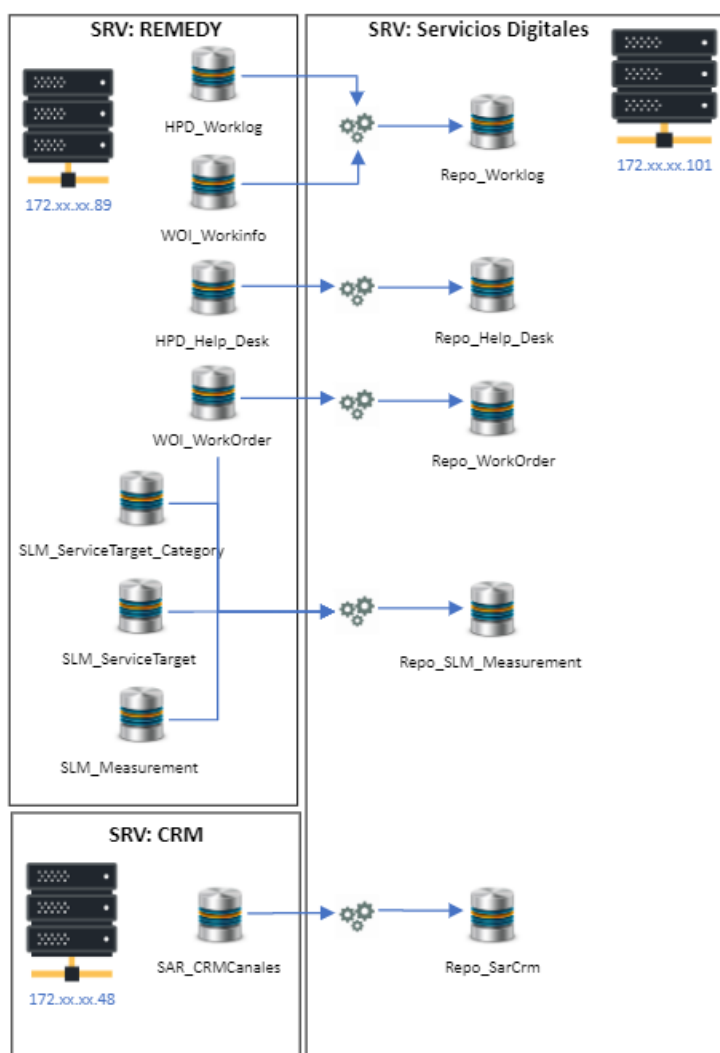 SRV: REMEDY
SRV: Servicios Digitales
HPD_Worklog
Repo_Worklog
172.xx.xx.101
172.xx.xx.89
WOI_Workinfo
HPD_Help_Desk
Repo_Help_Desk
WOI_WorkOrder
Repo_WorkOrder
SLM_ServiceTarget_Category
SLM_ServiceTarget
Repo_SLM_Measurement
SLM_Measurement
SRV: CRM
SAR_CRMCanales
Repo_SarCrm
172.xx.xx.48